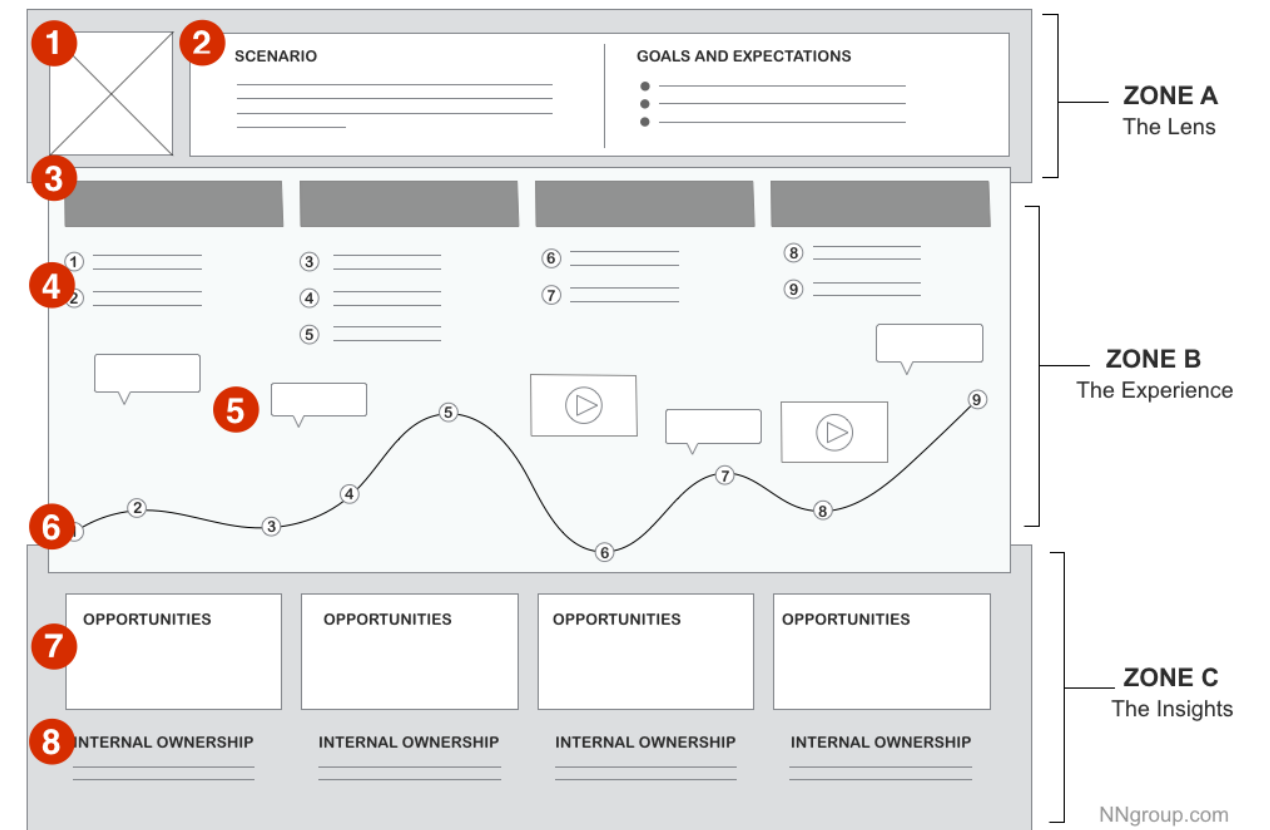 1 2
SCENARIO GOALS AND EXPECTATIONS
ZONE A
The Lens
3
1 3 6 8
4
2 4 7 9
5
ZONE B
The Experience
5
5 9
7
4
2 8
6 1 3
6
OPPORTUNITIES OPPORTUNITIES OPPORTUNITIES OPPORTUNITIES
7
ZONE C
The Insights
8
INTERNAL OWNERSHIP INTERNAL OWNERSHIP INTERNAL OWNERSHIP INTERNAL OWNERSHIP
NNgroup.com